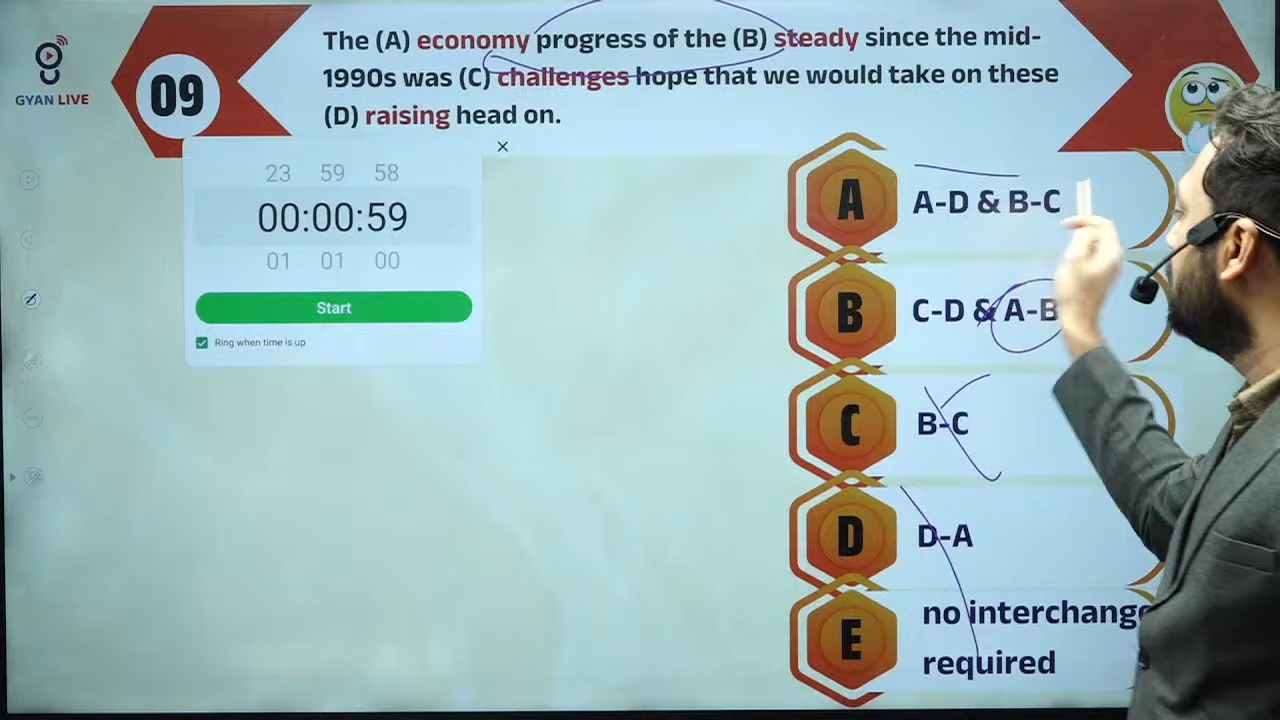 GYAN LIVE
09
The (A) economy progress of the (B) steady since the mid-
1990s was (C) challenges hope that we would take on these
(D) raising head on.
23 59 58
00:00:59
01 01 00
Start
Ring when time is up
A A-D & B-C
B C-D & A-B
C B-C
D D-A
E no interchange
required